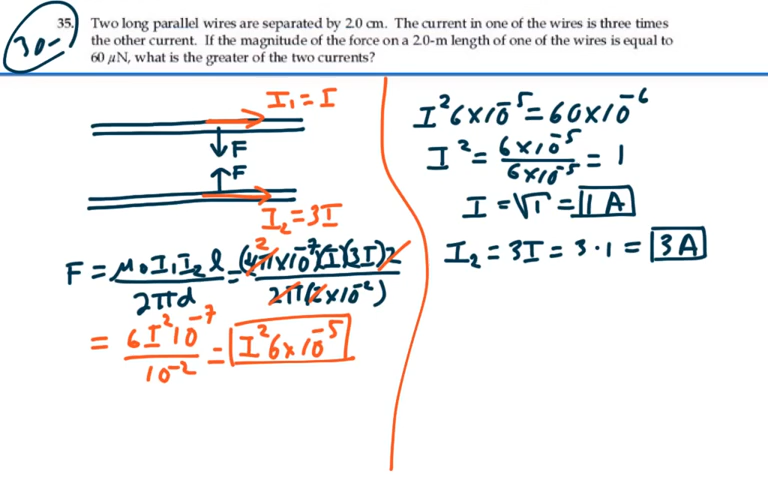 30-
35. Two long parallel wires are separated by 2.0 cm. The current in one of the wires is three times
the other current. If the magnitude of the force on a 2.0-m length of one of the wires is equal to
60 μN, what is the greater of the two currents?
I₁ = I
F
F
I₂ = 3I
F = μ₀I₁I₂ℓ / 2πd = (4π×10⁻⁷)(I)(3I)2 / 2π(2×10⁻²)
2
= 6I²10⁻⁷ / 10⁻² = I²6×10⁻⁵
I²6×10⁻⁵ = 60×10⁻⁶
I² = 6×10⁻⁵ / 6×10⁻⁵ = 1
I = √1 = 1 A
I₂ = 3I = 3·1 = 3A